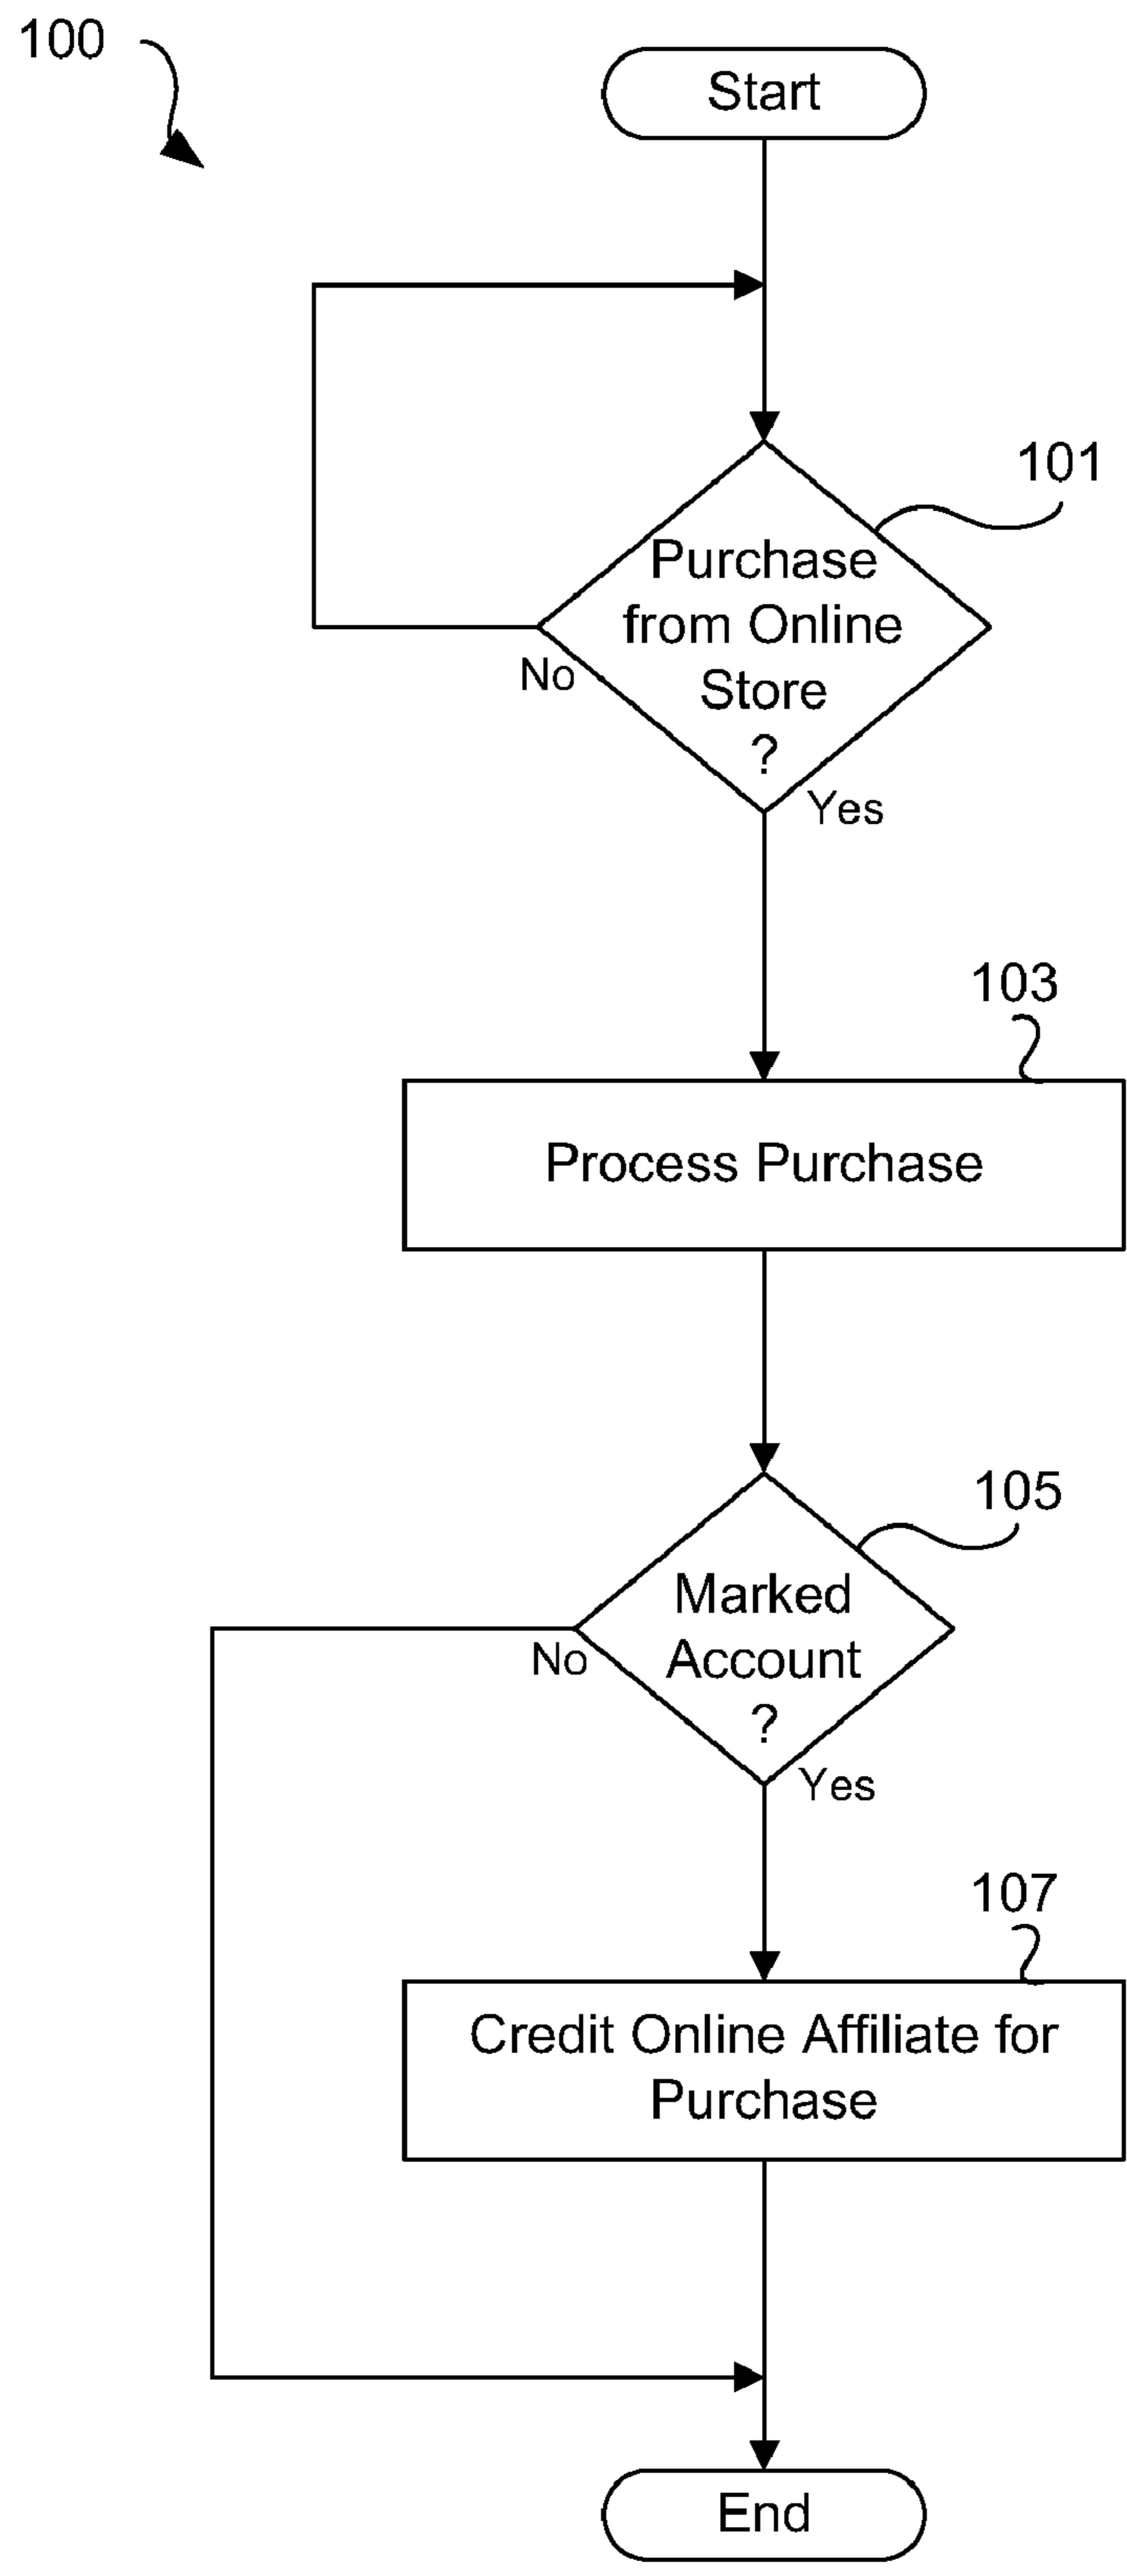 100
Start
101
Purchase
from Online
Store
?
No
Yes
103
Process Purchase
105
Marked
Account
?
No
Yes
107
Credit Online Affiliate for
Purchase
End